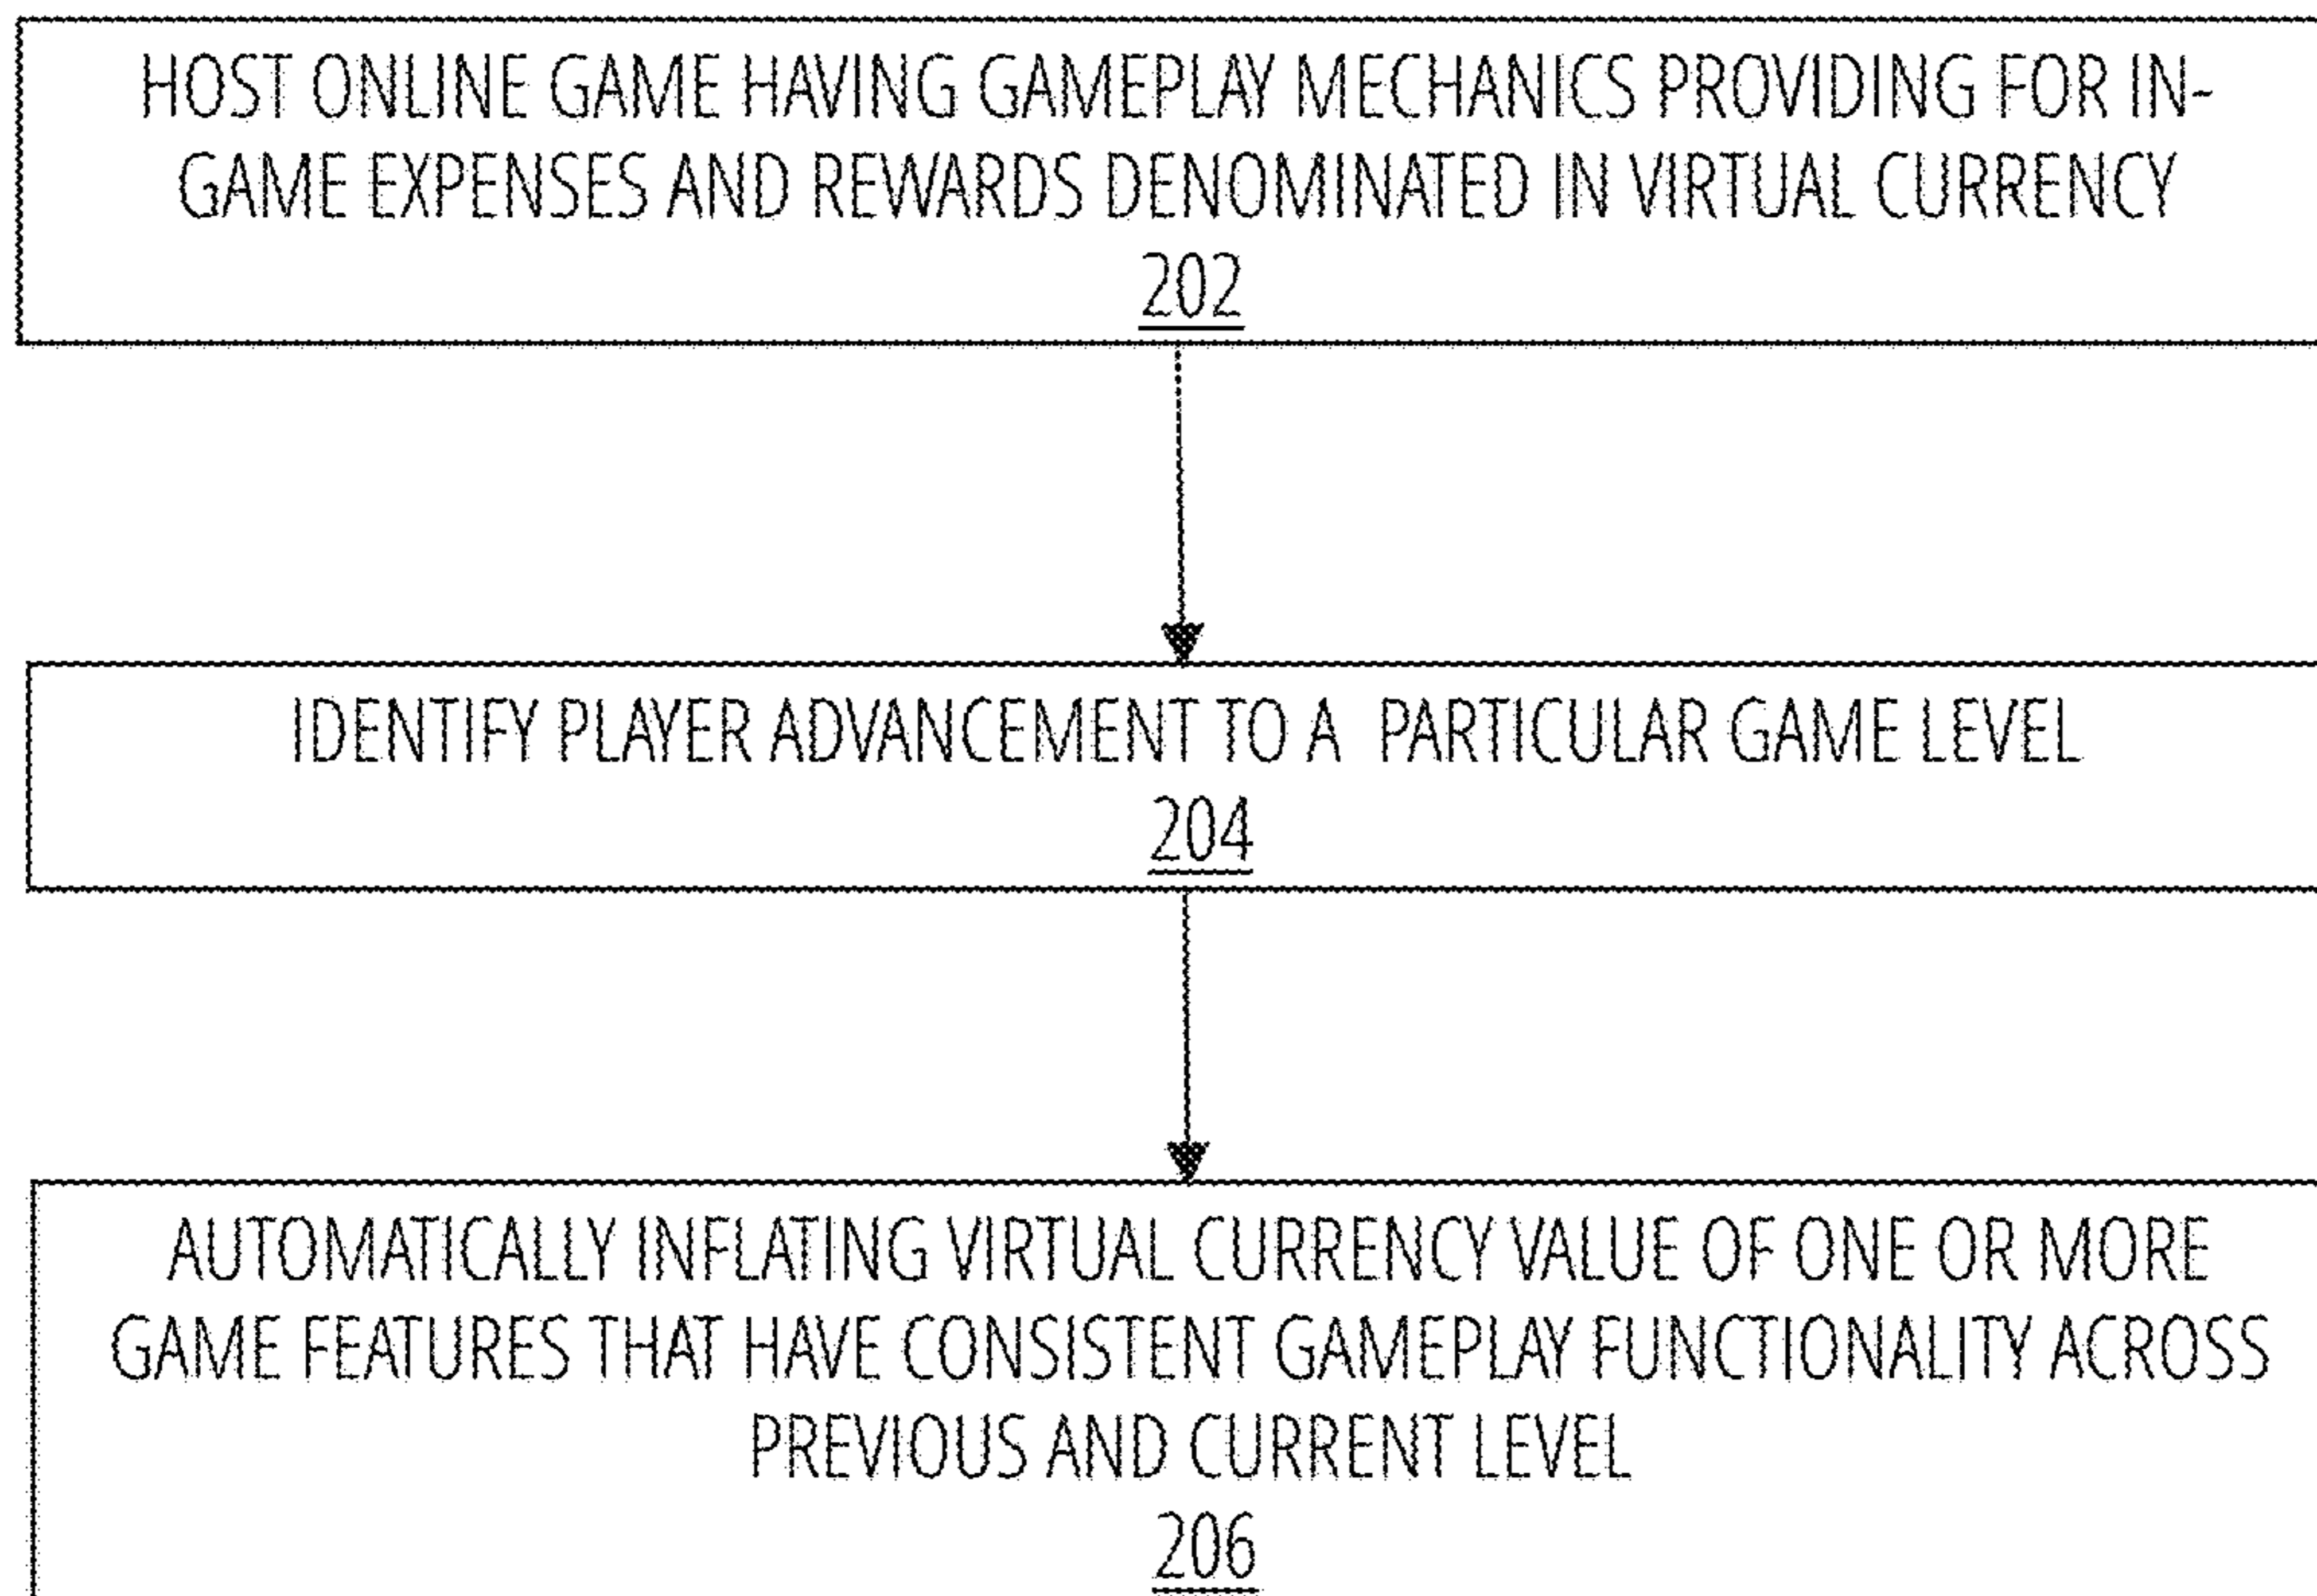 HOST ONLINE GAME HAVING GAMEPLAY MECHANICS PROVIDING FOR IN-
GAME EXPENSES AND REWARDS DENOMINATED IN VIRTUAL CURRENCY
202
IDENTIFY PLAYER ADVANCEMENT TO A PARTICULAR GAME LEVEL
204
AUTOMATICALLY INFLATING VIRTUAL CURRENCY VALUE OF ONE OR MORE
GAME FEATURES THAT HAVE CONSISTENT GAMEPLAY FUNCTIONALITY ACROSS
PREVIOUS AND CURRENT LEVEL
206